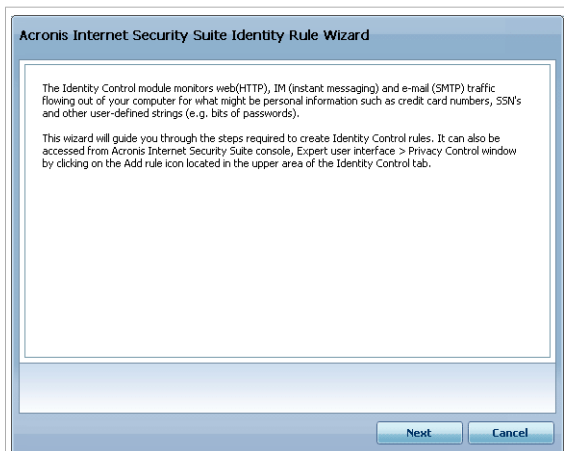 Acronis Internet Security Suite Identity Rule Wizard
The Identity Control module monitors web(HTTP), IM (instant messaging) and e-mail (SMTP) traffic
flowing out of your computer for what might be personal information such as credit card numbers, SSN's
and other user-defined strings (e.g. bits of passwords).
This wizard will guide you through the steps required to create Identity Control rules. It can also be
accessed from Acronis Internet Security Suite console, Expert user interface > Privacy Control window
by clicking on the Add rule icon located in the upper area of the Identity Control tab.
Next Cancel